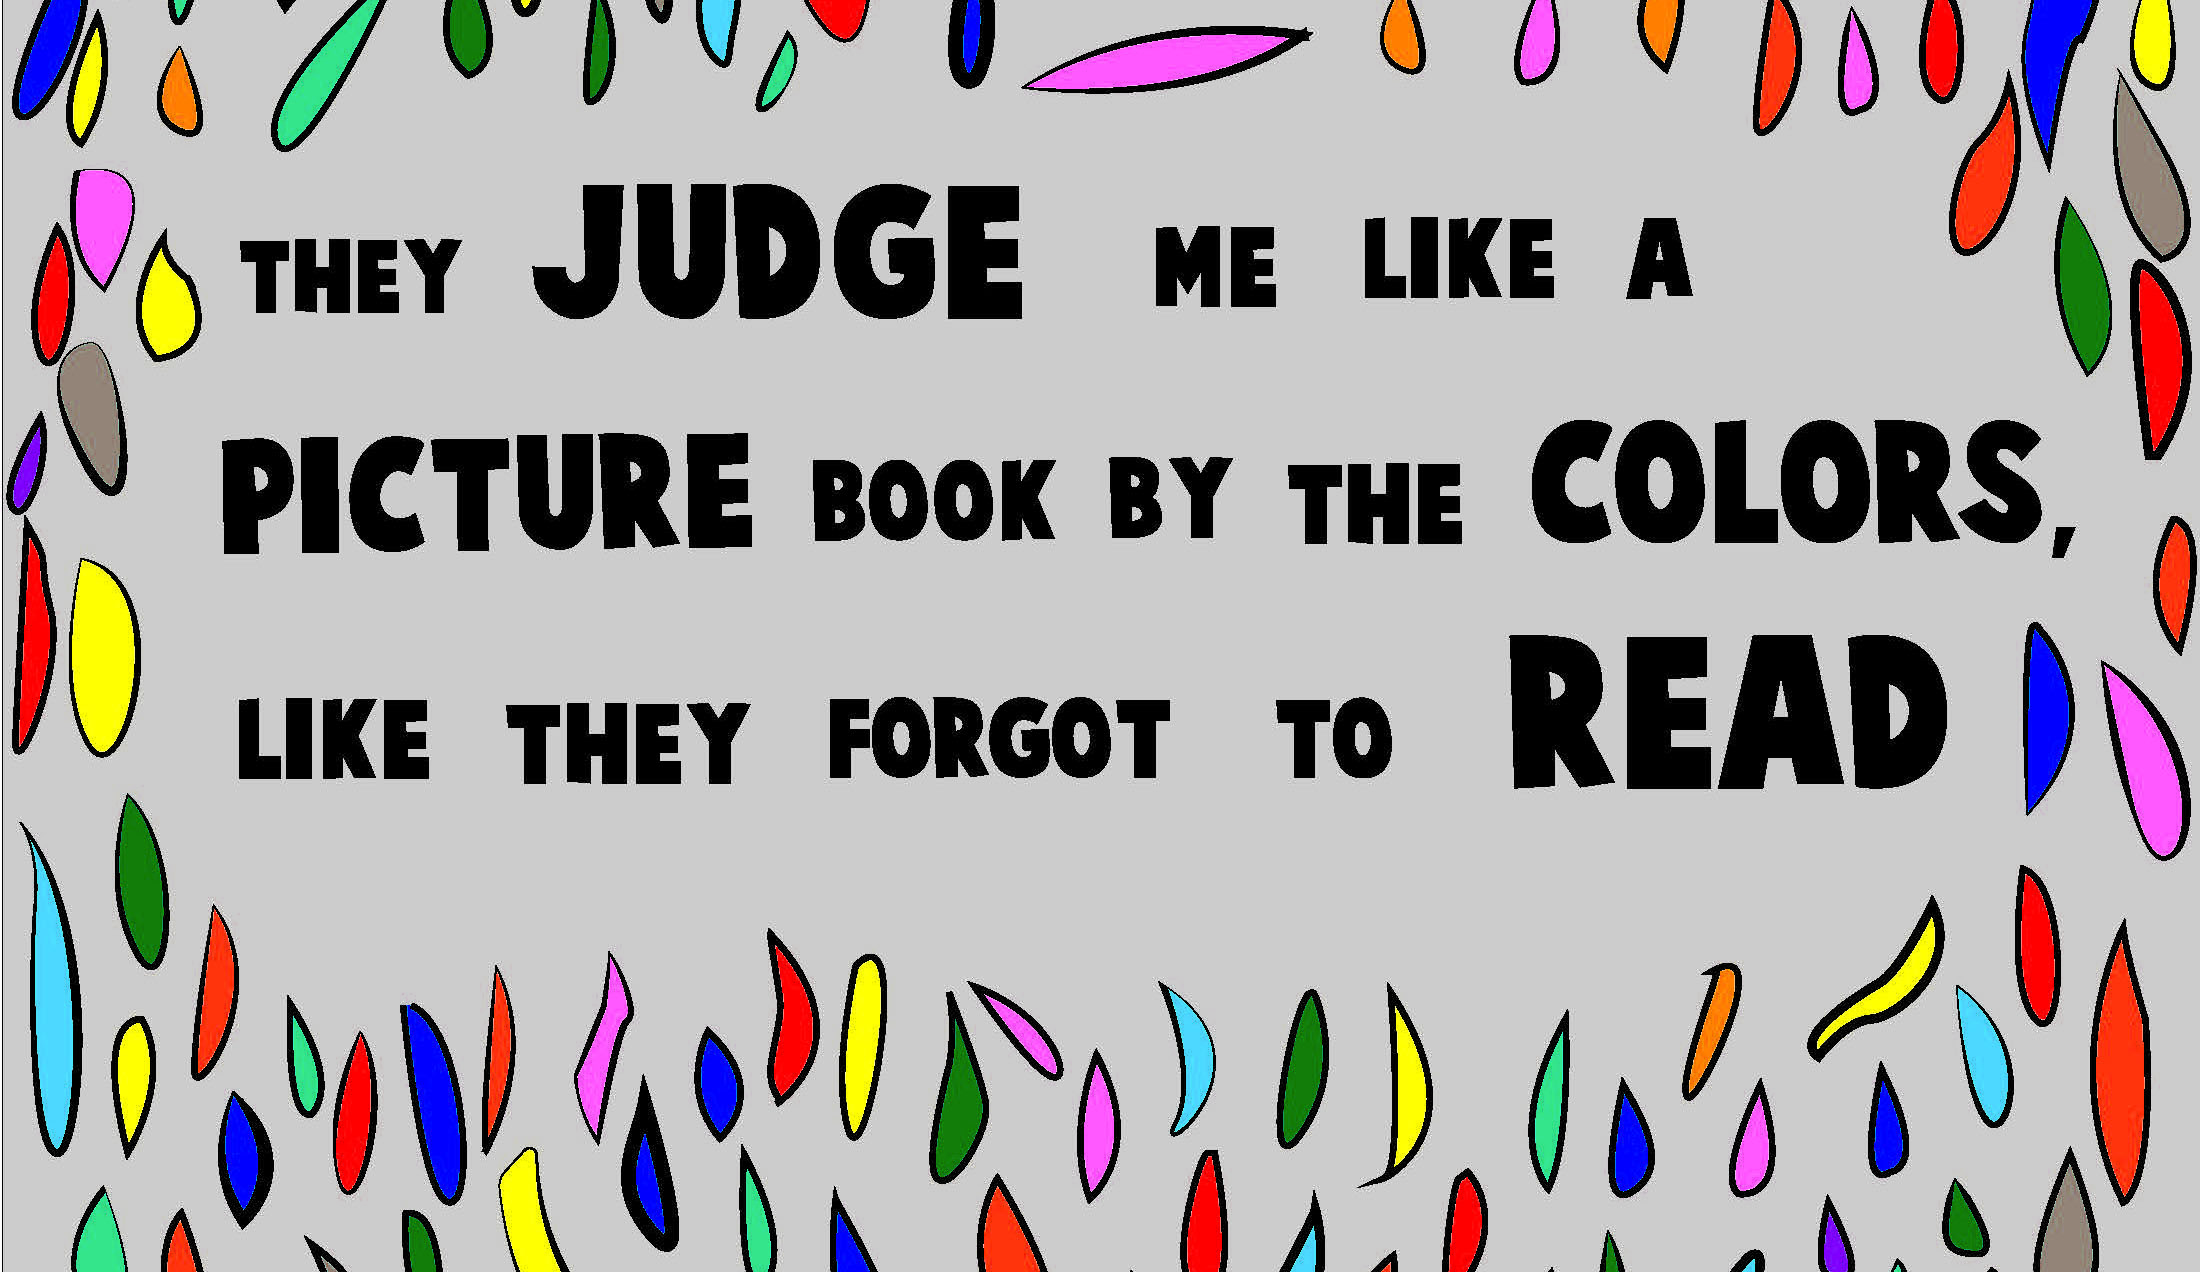 THEY JUDGE ME LIKE A
PICTURE BOOK BY THE COLORS,
LIKE THEY FORGOT TO READ